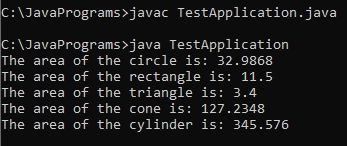 C:\JavaPrograms>javac TestApplication.java
C:\JavaPrograms>java TestApplication
The area of the circle is: 32.9868
The area of the rectangle is: 11.5
The area of the triangle is: 3.4
The area of the cone is: 127.2348
The area of the cylinder is: 345.576